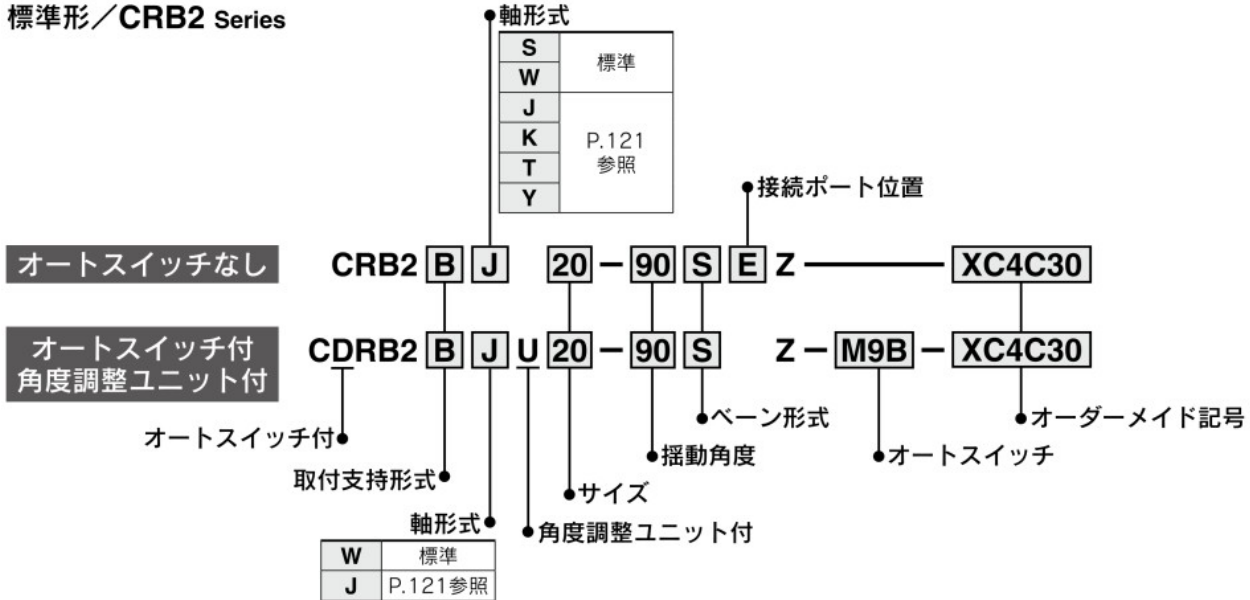 標準形／CRB2 Series
軸形式
S 標準
W
J P.121
K 参照
T
Y
接続ポート位置
オートスイッチなし CRB2 B J 20－90 S E Z XC4C30
オートスイッチ付
角度調整ユニット付
CDRB2 B J U 20－90 S Z－M9B－XC4C30
ベーン形式
オーダーメイド記号
オートスイッチ付
揺動角度
オートスイッチ
取付支持形式
サイズ
軸形式
角度調整ユニット付
W 標準
J P.121参照